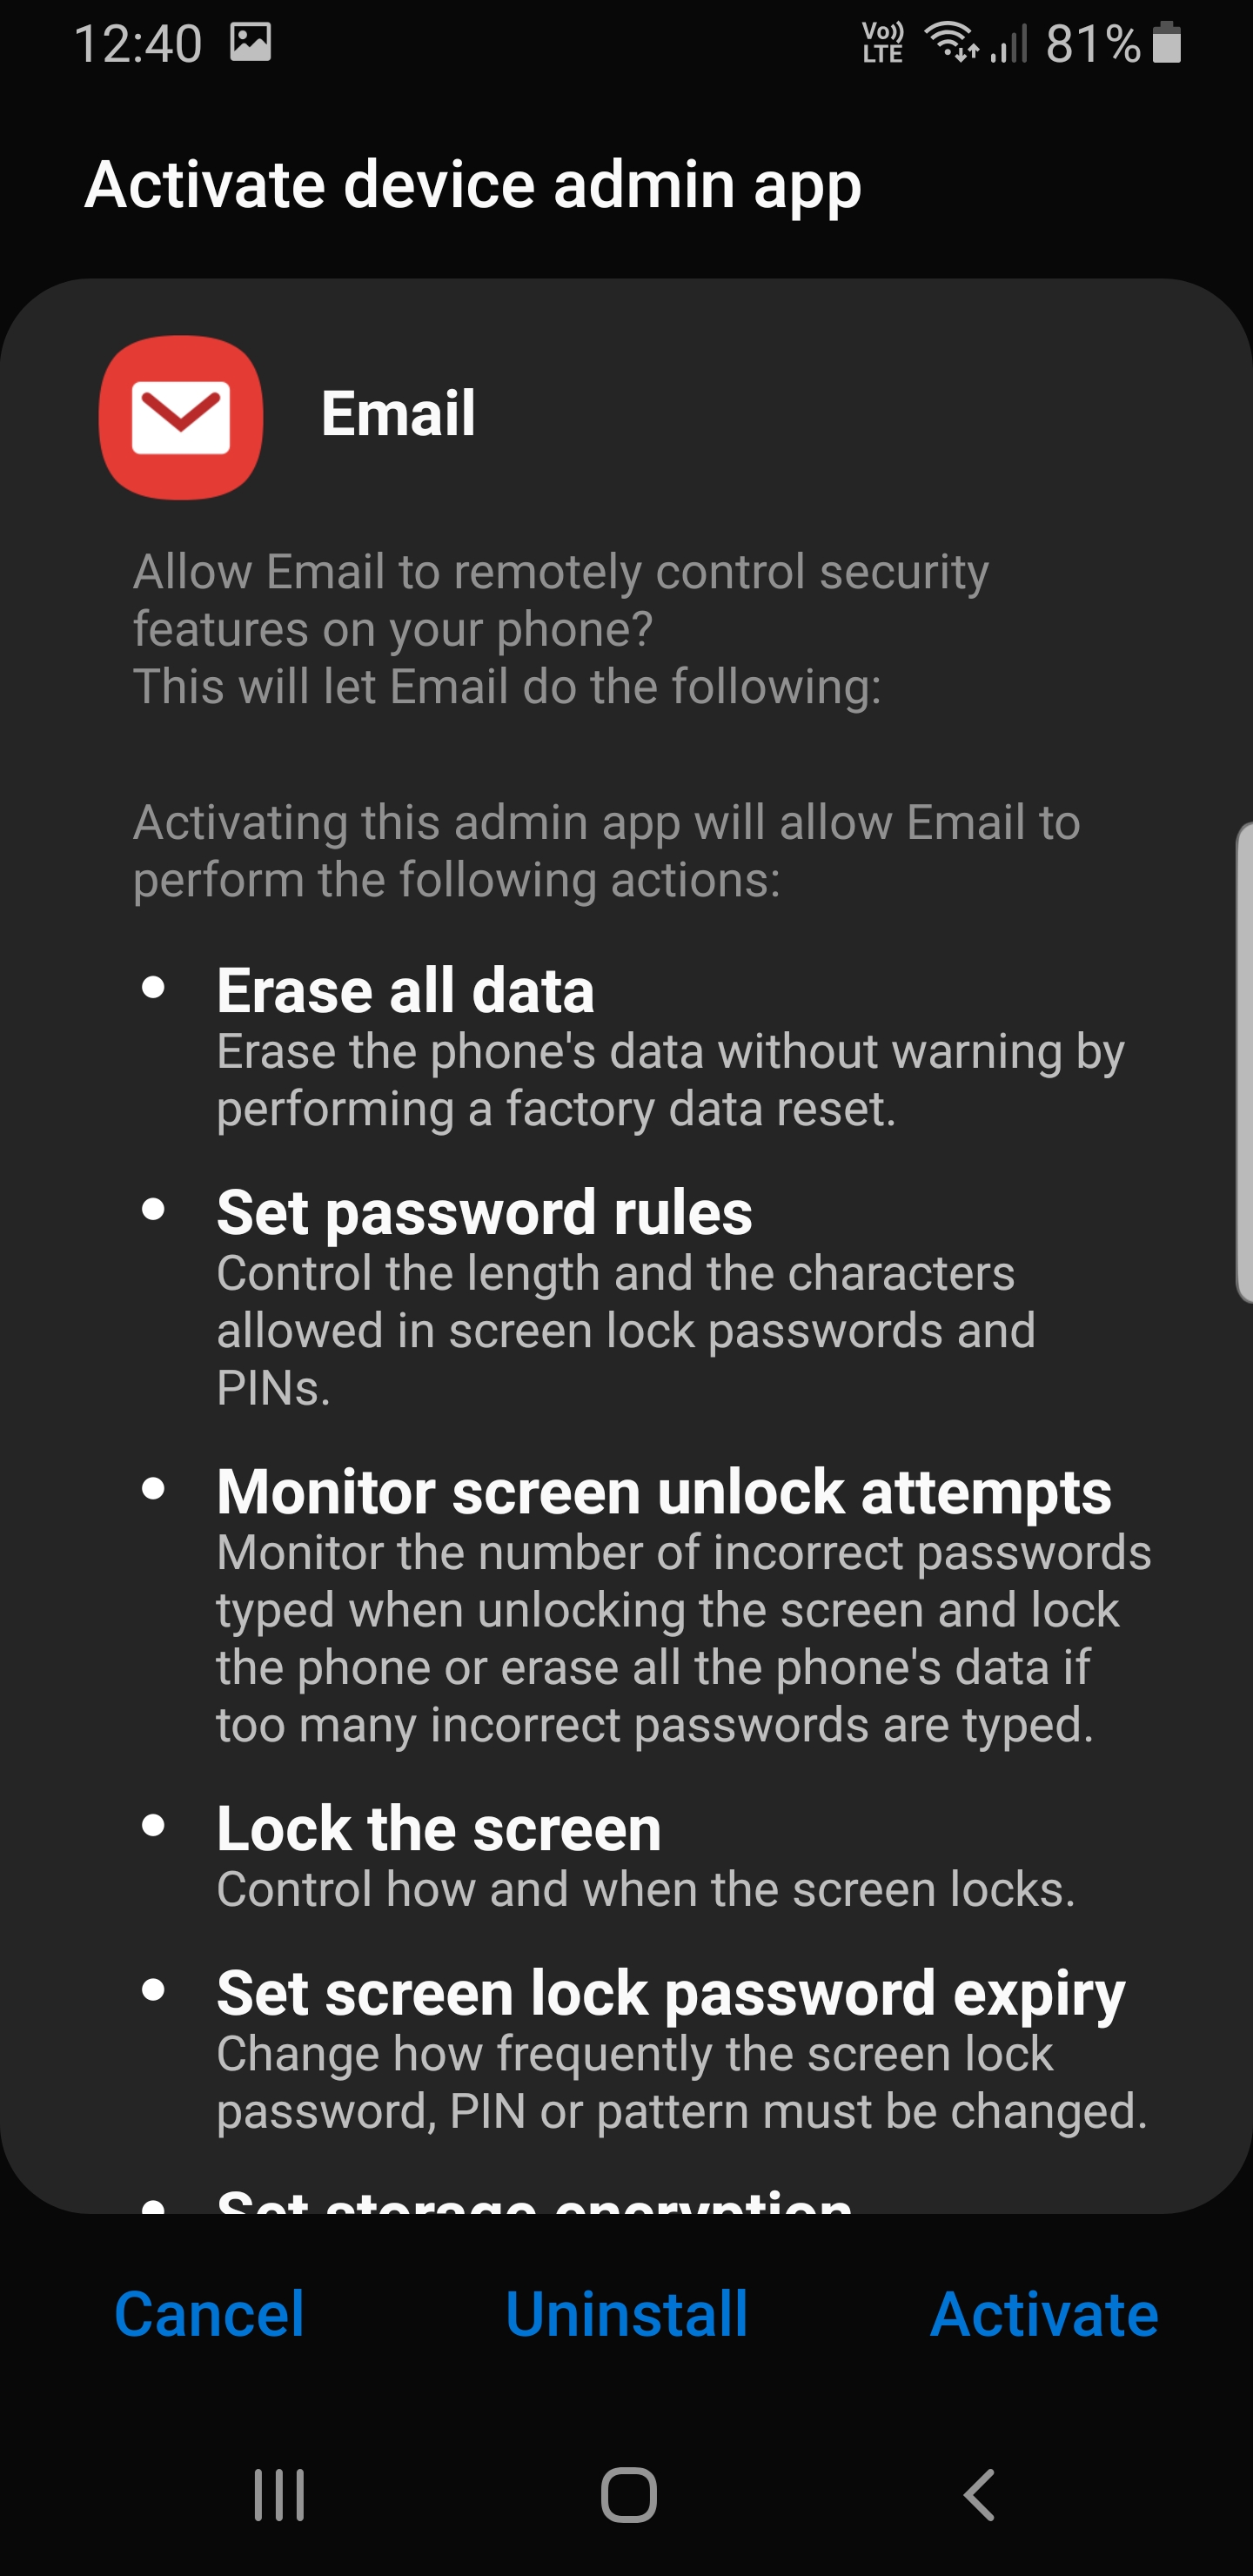 12:40 Vo)) LTE 81%
Activate device admin app
Email
Allow Email to remotely control security
features on your phone?
This will let Email do the following:
Activating this admin app will allow Email to
perform the following actions:
• Erase all data
Erase the phone's data without warning by
performing a factory data reset.
• Set password rules
Control the length and the characters
allowed in screen lock passwords and
PINs.
• Monitor screen unlock attempts
Monitor the number of incorrect passwords
typed when unlocking the screen and lock
the phone or erase all the phone's data if
too many incorrect passwords are typed.
• Lock the screen
Control how and when the screen locks.
• Set screen lock password expiry
Change how frequently the screen lock
password, PIN or pattern must be changed.
• Set storage encryption
Cancel Uninstall Activate